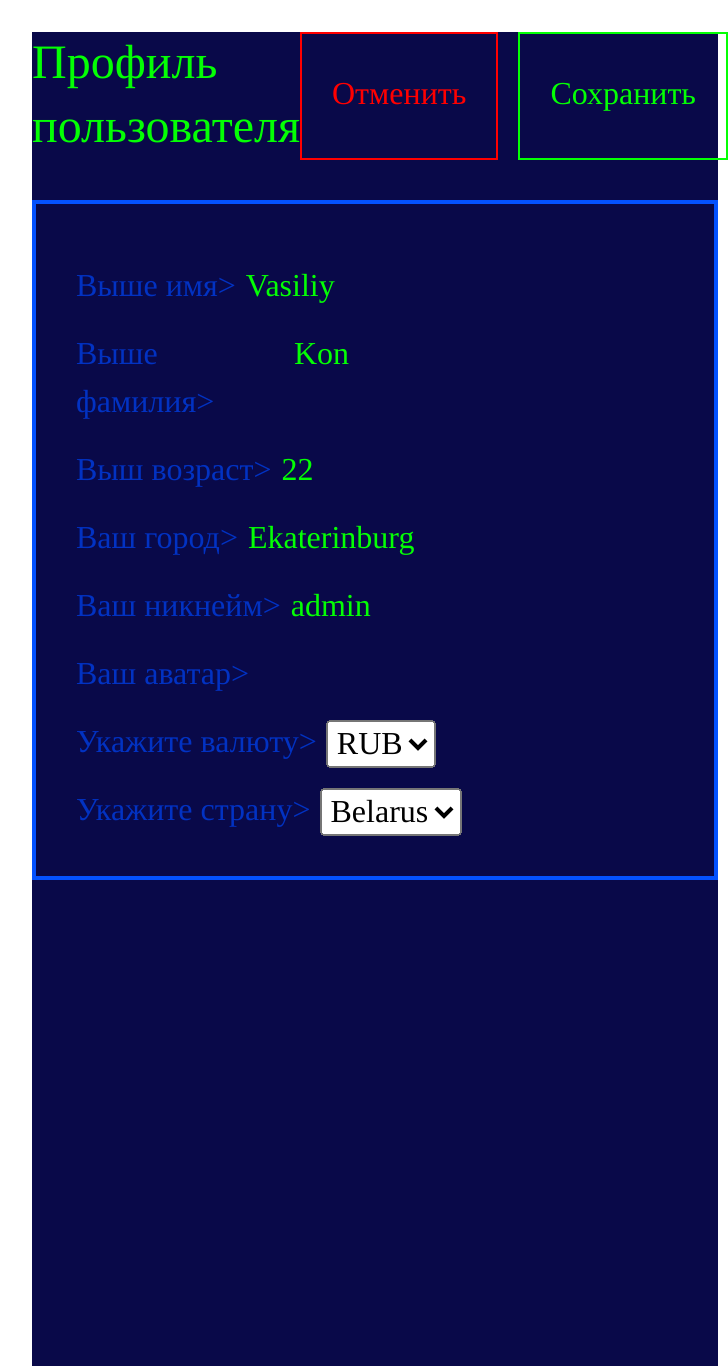 Профиль
пользователя
Отменить
Сохранить
Выше имя> Vasiliy
Выше Kon
фамилия>
Выш возраст> 22
Ваш город> Ekaterinburg
Ваш никнейм> admin
Ваш аватар>
Укажите валюту> RUB
Укажите страну> Belarus